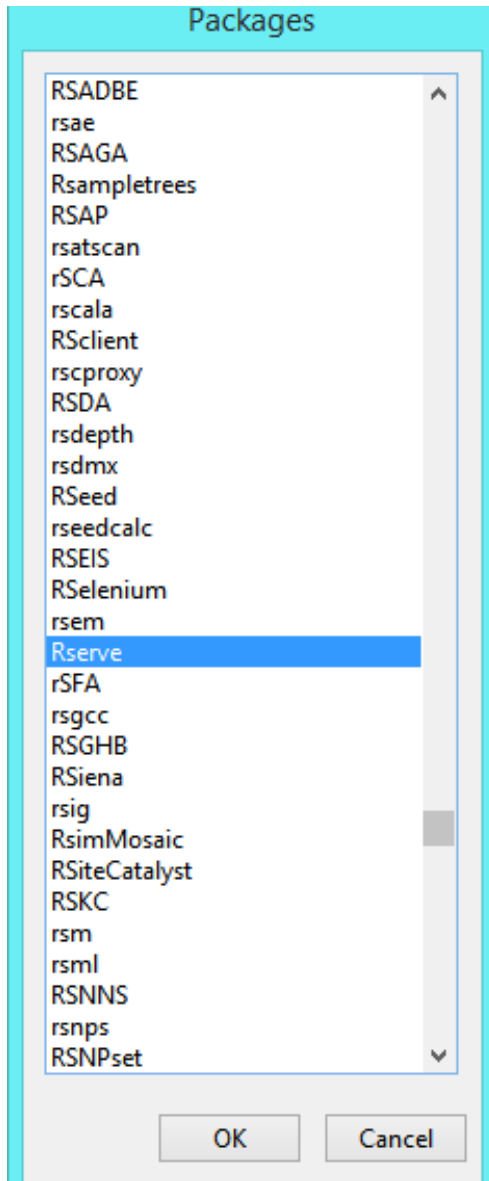 Packages
RSADBE
rsae
RSAGA
Rsampletrees
RSAP
rsatscan
rSCA
rscala
RSclient
rscproxy
RSDA
rsdepth
rsdmx
RSeed
rseedcalc
RSEIS
RSelenium
rsem
Rserve
rSFA
rsgcc
RSGHB
RSiena
rsig
RsimMosaic
RSiteCatalyst
RSKC
rsm
rsml
RSNNS
rsnps
RSNPset
OK Cancel